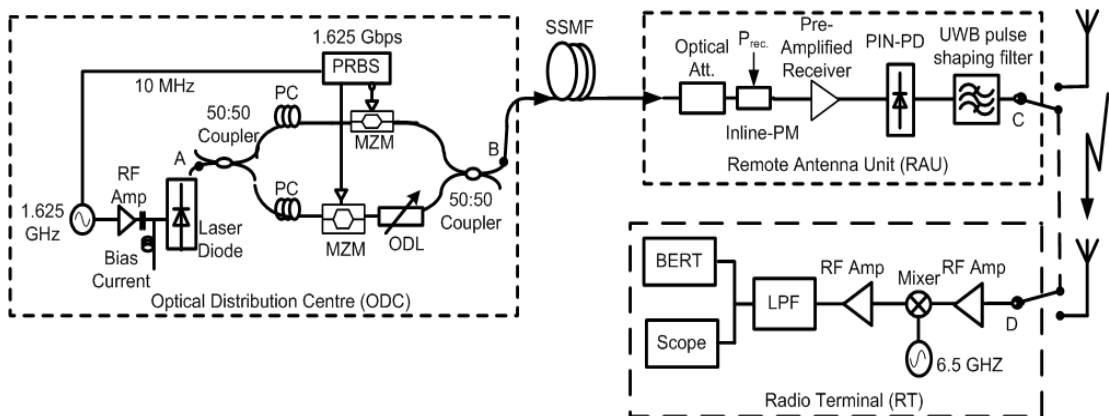 1.625 Gbps
PRBS
10 MHz
50:50
Coupler
PC
MZM
A
B
RF
Amp
1.625
GHz
Bias
Current
Laser
Diode
PC
MZM
ODL
50:50
Coupler
Optical Distribution Centre (ODC)
SSMF
Optical
Att.
Prec.
Pre-
Amplified
Receiver
PIN-PD
UWB pulse
shaping filter
Inline-PM
C
Remote Antenna Unit (RAU)
BERT
Scope
LPF
RF Amp
Mixer
RF Amp
D
6.5 GHZ
Radio Terminal (RT)